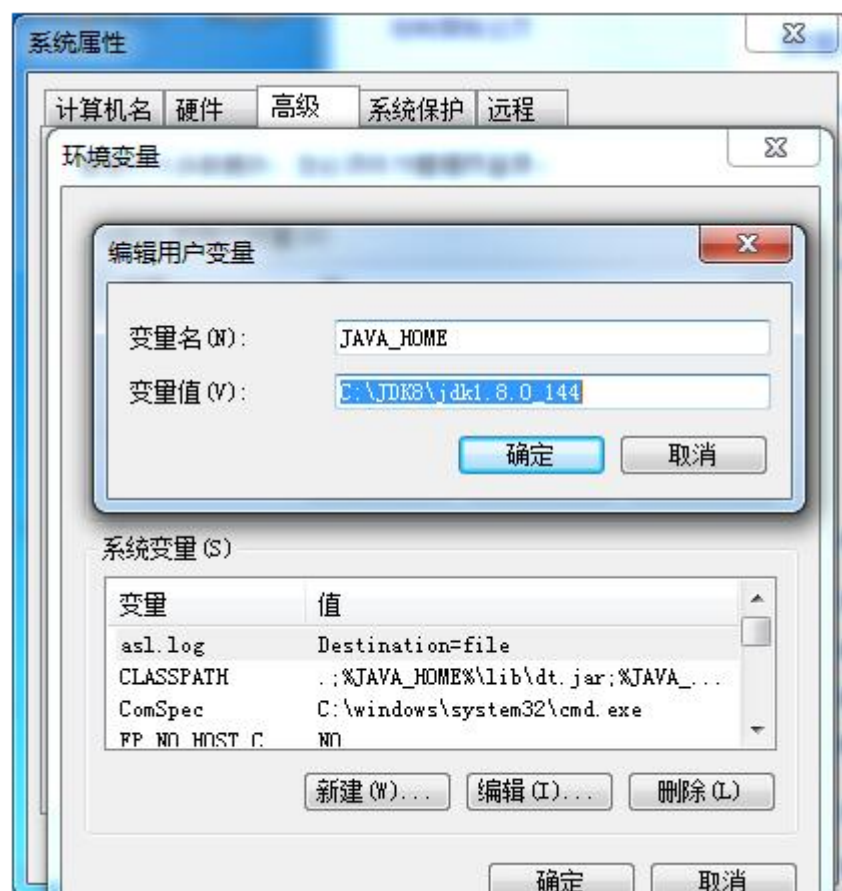 系统属性
计算机名 硬件 高级 系统保护 远程
环境变量
编辑用户变量
变量名(N): JAVA_HOME
变量值(V): C:\JDK8\jdk1.8.0_144
确定 取消
系统变量(S)
变量 值
asl.log Destination=file
CLASSPATH .;%JAVA_HOME%\lib\dt.jar;%JAVA_...
ComSpec C:\windows\system32\cmd.exe
FP_NO_HOST_C NO
新建(W)... 编辑(I)... 删除(L)
确定 取消